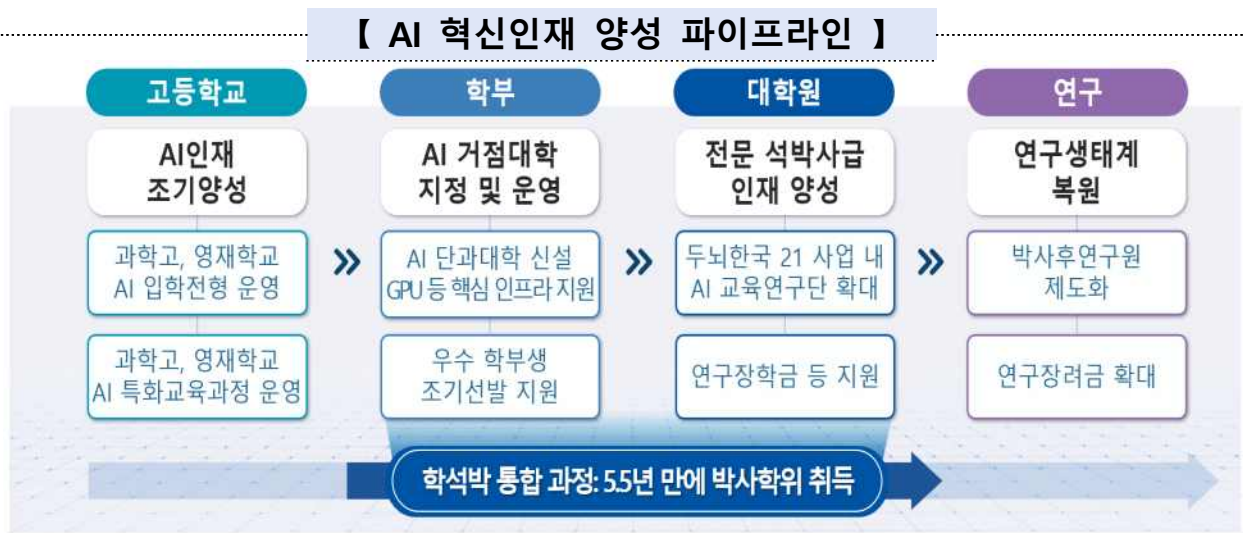 【 AI 혁신인재 양성 파이프라인 】
고등학교
AI인재
조기양성
과학고, 영재학교
AI 입학전형 운영
과학고, 영재학교
AI 특화교육과정 운영
»
학부
AI 거점대학
지정 및 운영
AI 단과대학 신설
GPU 등 핵심 인프라 지원
우수 학부생
조기선발 지원
»
대학원
전문 석박사급
인재 양성
두뇌한국 21 사업 내
AI 교육연구단 확대
연구장학금 등 지원
»
연구
연구생태계
복원
박사후연구원
제도화
연구장려금 확대
학석박 통합 과정: 5.5년 만에 박사학위 취득